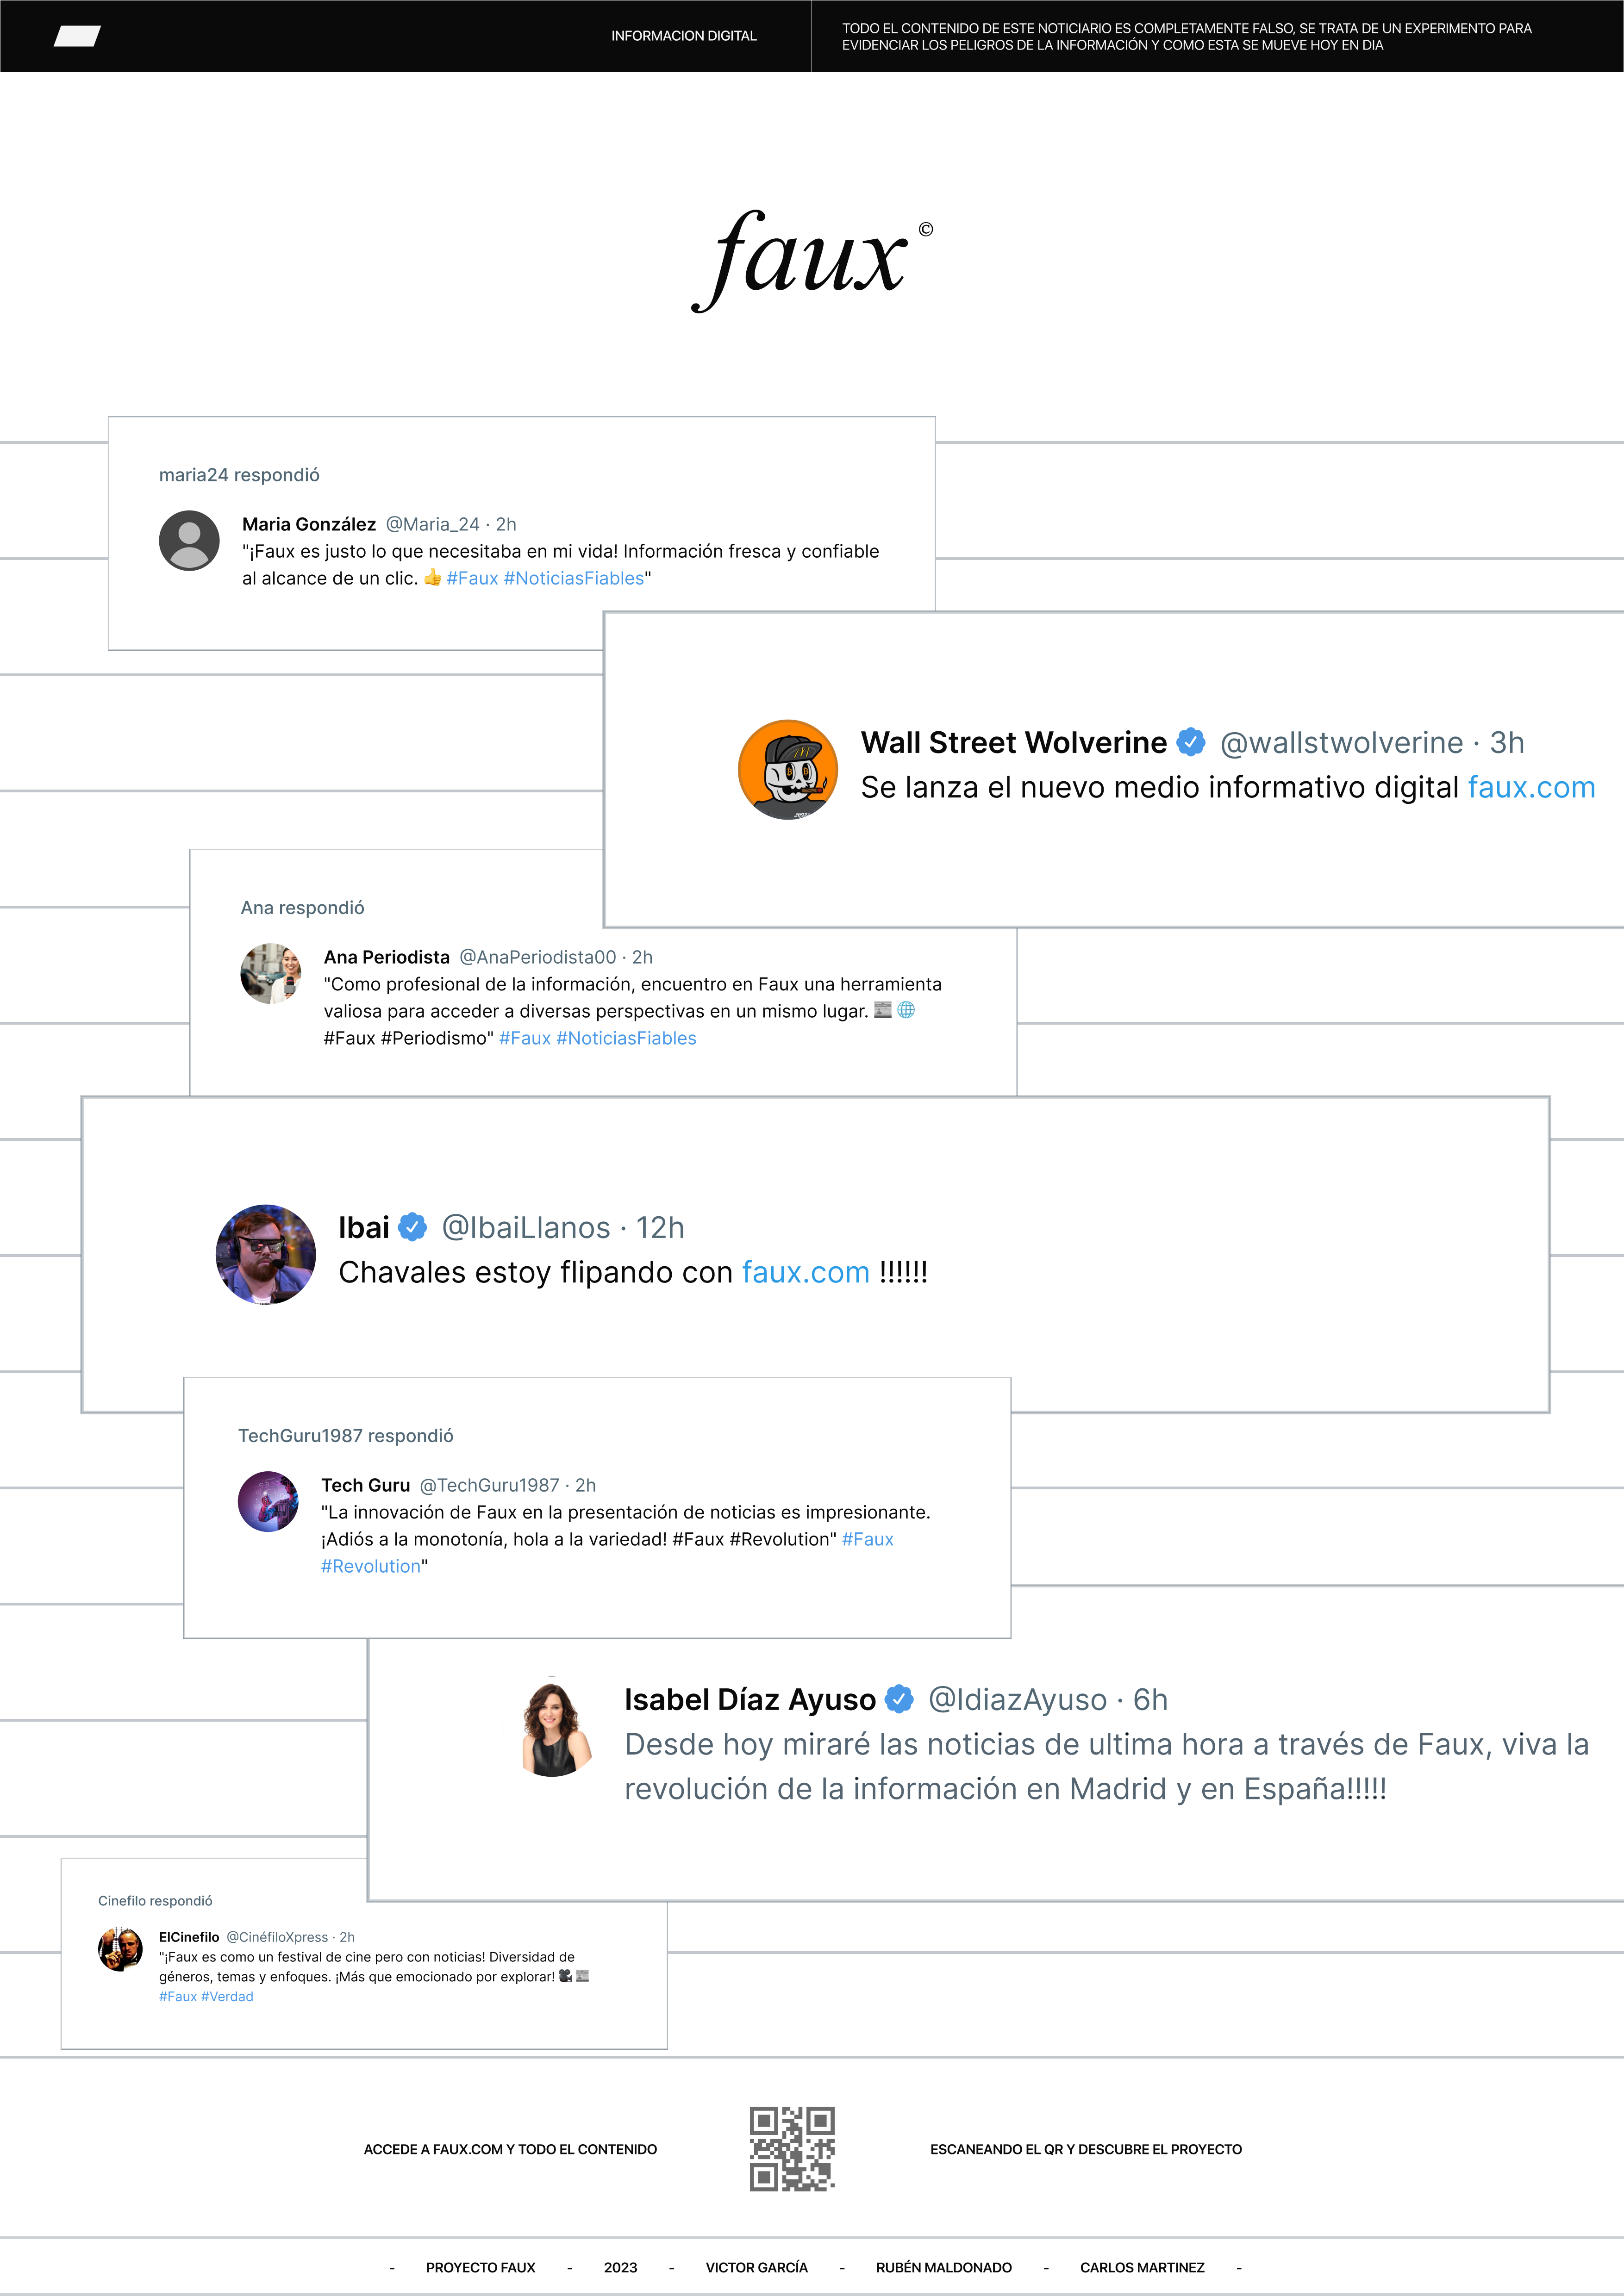 INFORMACION DIGITAL
TODO EL CONTENIDO DE ESTE NOTICIARIO ES COMPLETAMENTE FALSO, SE TRATA DE UN EXPERIMENTO PARA
EVIDENCIAR LOS PELIGROS DE LA INFORMACIÓN Y COMO ESTA SE MUEVE HOY EN DIA
faux ©
maria24 respondió
Maria González @Maria_24 · 2h
"¡Faux es justo lo que necesitaba en mi vida! Información fresca y confiable
al alcance de un clic. 👍 #Faux #NoticiasFiables"
Wall Street Wolverine @wallstwolverine · 3h
Se lanza el nuevo medio informativo digital faux.com
Ana respondió
Ana Periodista @AnaPeriodista00 · 2h
"Como profesional de la información, encuentro en Faux una herramienta
valiosa para acceder a diversas perspectivas en un mismo lugar. 📰 🌐
#Faux #Periodismo" #Faux #NoticiasFiables
Ibai @IbaiLlanos · 12h
Chavales estoy flipando con faux.com !!!!!!
TechGuru1987 respondió
Tech Guru @TechGuru1987 · 2h
"La innovación de Faux en la presentación de noticias es impresionante.
¡Adiós a la monotonía, hola a la variedad! #Faux #Revolution" #Faux
#Revolution"
Isabel Díaz Ayuso @IdiazAyuso · 6h
Desde hoy miraré las noticias de ultima hora a través de Faux, viva la
revolución de la información en Madrid y en España!!!!!
Cinefilo respondió
ElCinefilo @CinéfiloXpress · 2h
"¡Faux es como un festival de cine pero con noticias! Diversidad de
géneros, temas y enfoques. ¡Más que emocionado por explorar! 🎥 📰
#Faux #Verdad
ACCEDE A FAUX.COM Y TODO EL CONTENIDO
ESCANEANDO EL QR Y DESCUBRE EL PROYECTO
- PROYECTO FAUX - 2023 - VICTOR GARCÍA - RUBÉN MALDONADO - CARLOS MARTINEZ -